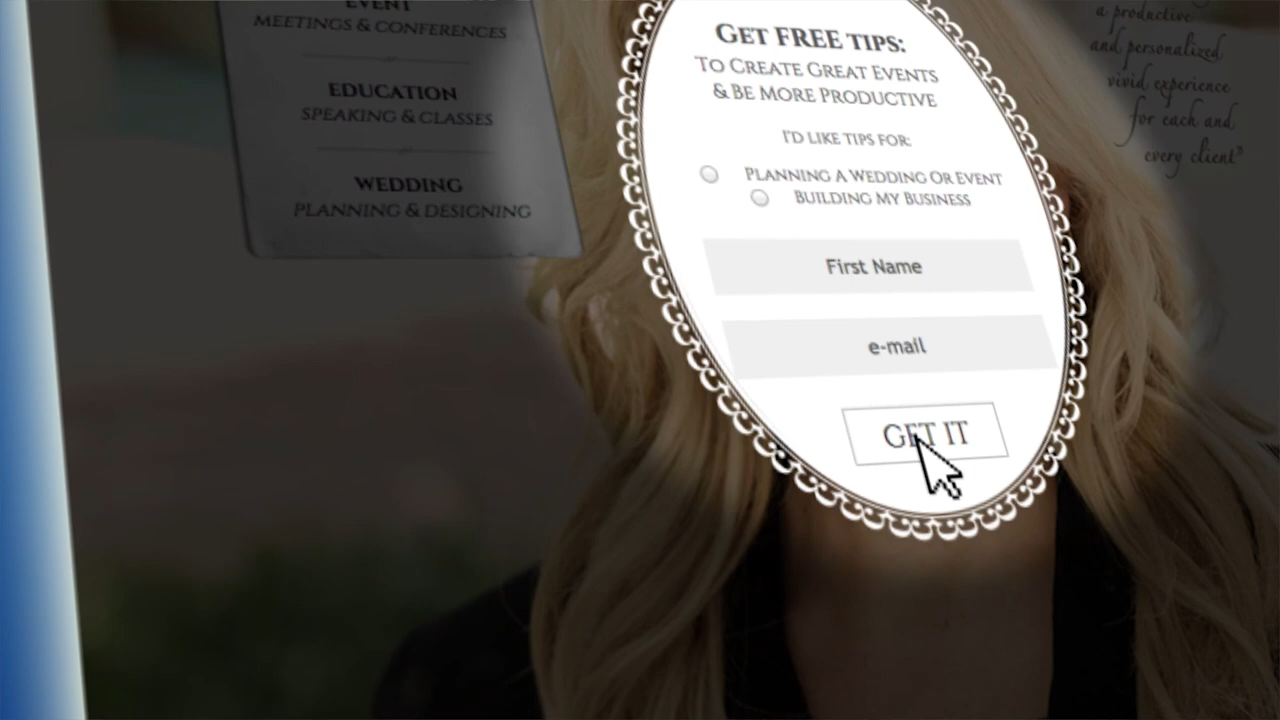 EVENT
MEETINGS & CONFERENCES
EDUCATION
SPEAKING & CLASSES
WEDDING
PLANNING & DESIGNING
GET FREE TIPS:
TO CREATE GREAT EVENTS
& BE MORE PRODUCTIVE
I'D LIKE TIPS FOR:
PLANNING A WEDDING OR EVENT
BUILDING MY BUSINESS
First Name
e-mail
GET IT
a productive
and personalized
vivid experience
for each and
every client®